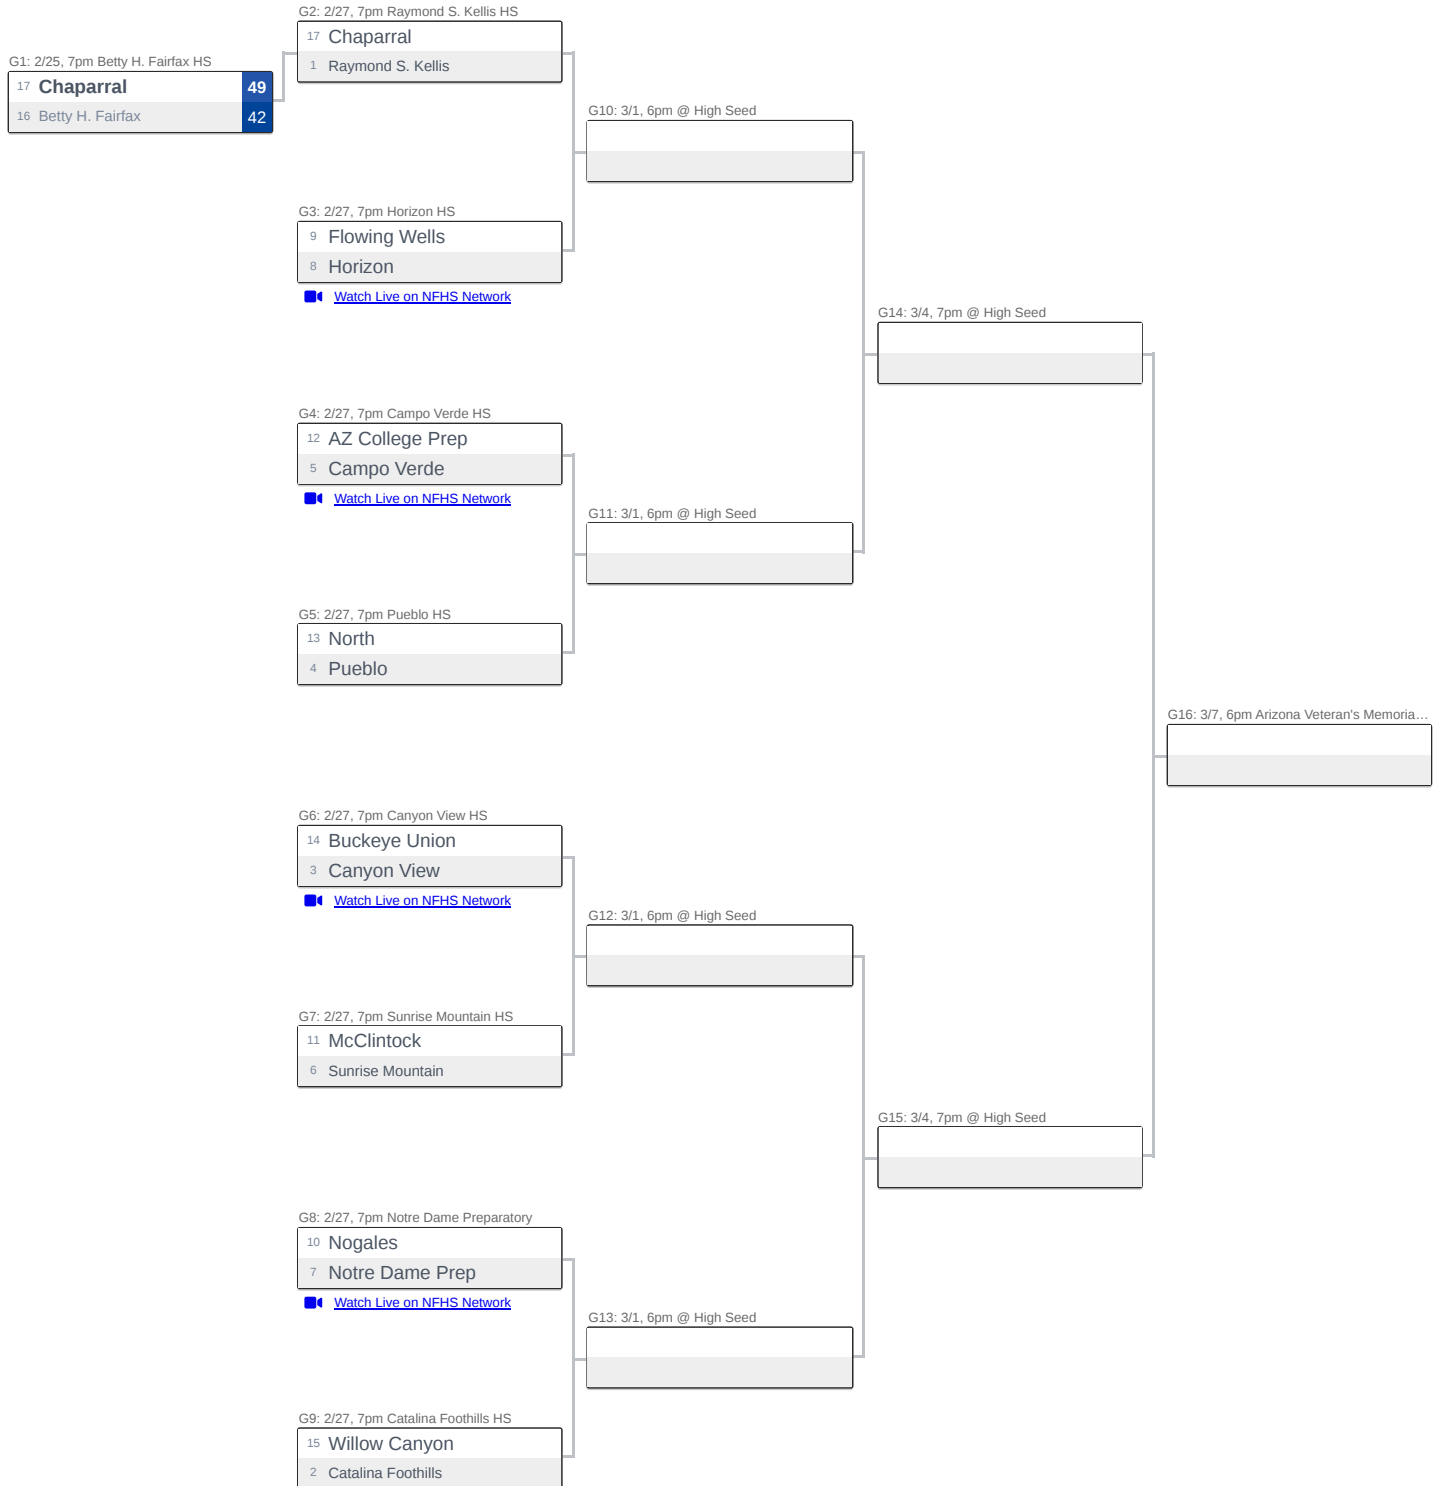 G2: 2/27, 7pm Raymond S. Kellis HS
17 Chaparral
1 Raymond S. Kellis
G1: 2/25, 7pm Betty H. Fairfax HS
17 Chaparral 49
16 Betty H. Fairfax 42
G10: 3/1, 6pm @ High Seed
G3: 2/27, 7pm Horizon HS
9 Flowing Wells
8 Horizon
Watch Live on NFHS Network
G14: 3/4, 7pm @ High Seed
G4: 2/27, 7pm Campo Verde HS
12 AZ College Prep
5 Campo Verde
Watch Live on NFHS Network
G11: 3/1, 6pm @ High Seed
G5: 2/27, 7pm Pueblo HS
13 North
4 Pueblo
G16: 3/7, 6pm Arizona Veteran's Memoria...
G6: 2/27, 7pm Canyon View HS
14 Buckeye Union
3 Canyon View
Watch Live on NFHS Network
G12: 3/1, 6pm @ High Seed
G7: 2/27, 7pm Sunrise Mountain HS
11 McClintock
6 Sunrise Mountain
G15: 3/4, 7pm @ High Seed
G8: 2/27, 7pm Notre Dame Preparatory
10 Nogales
7 Notre Dame Prep
Watch Live on NFHS Network
G13: 3/1, 6pm @ High Seed
G9: 2/27, 7pm Catalina Foothills HS
15 Willow Canyon
2 Catalina Foothills